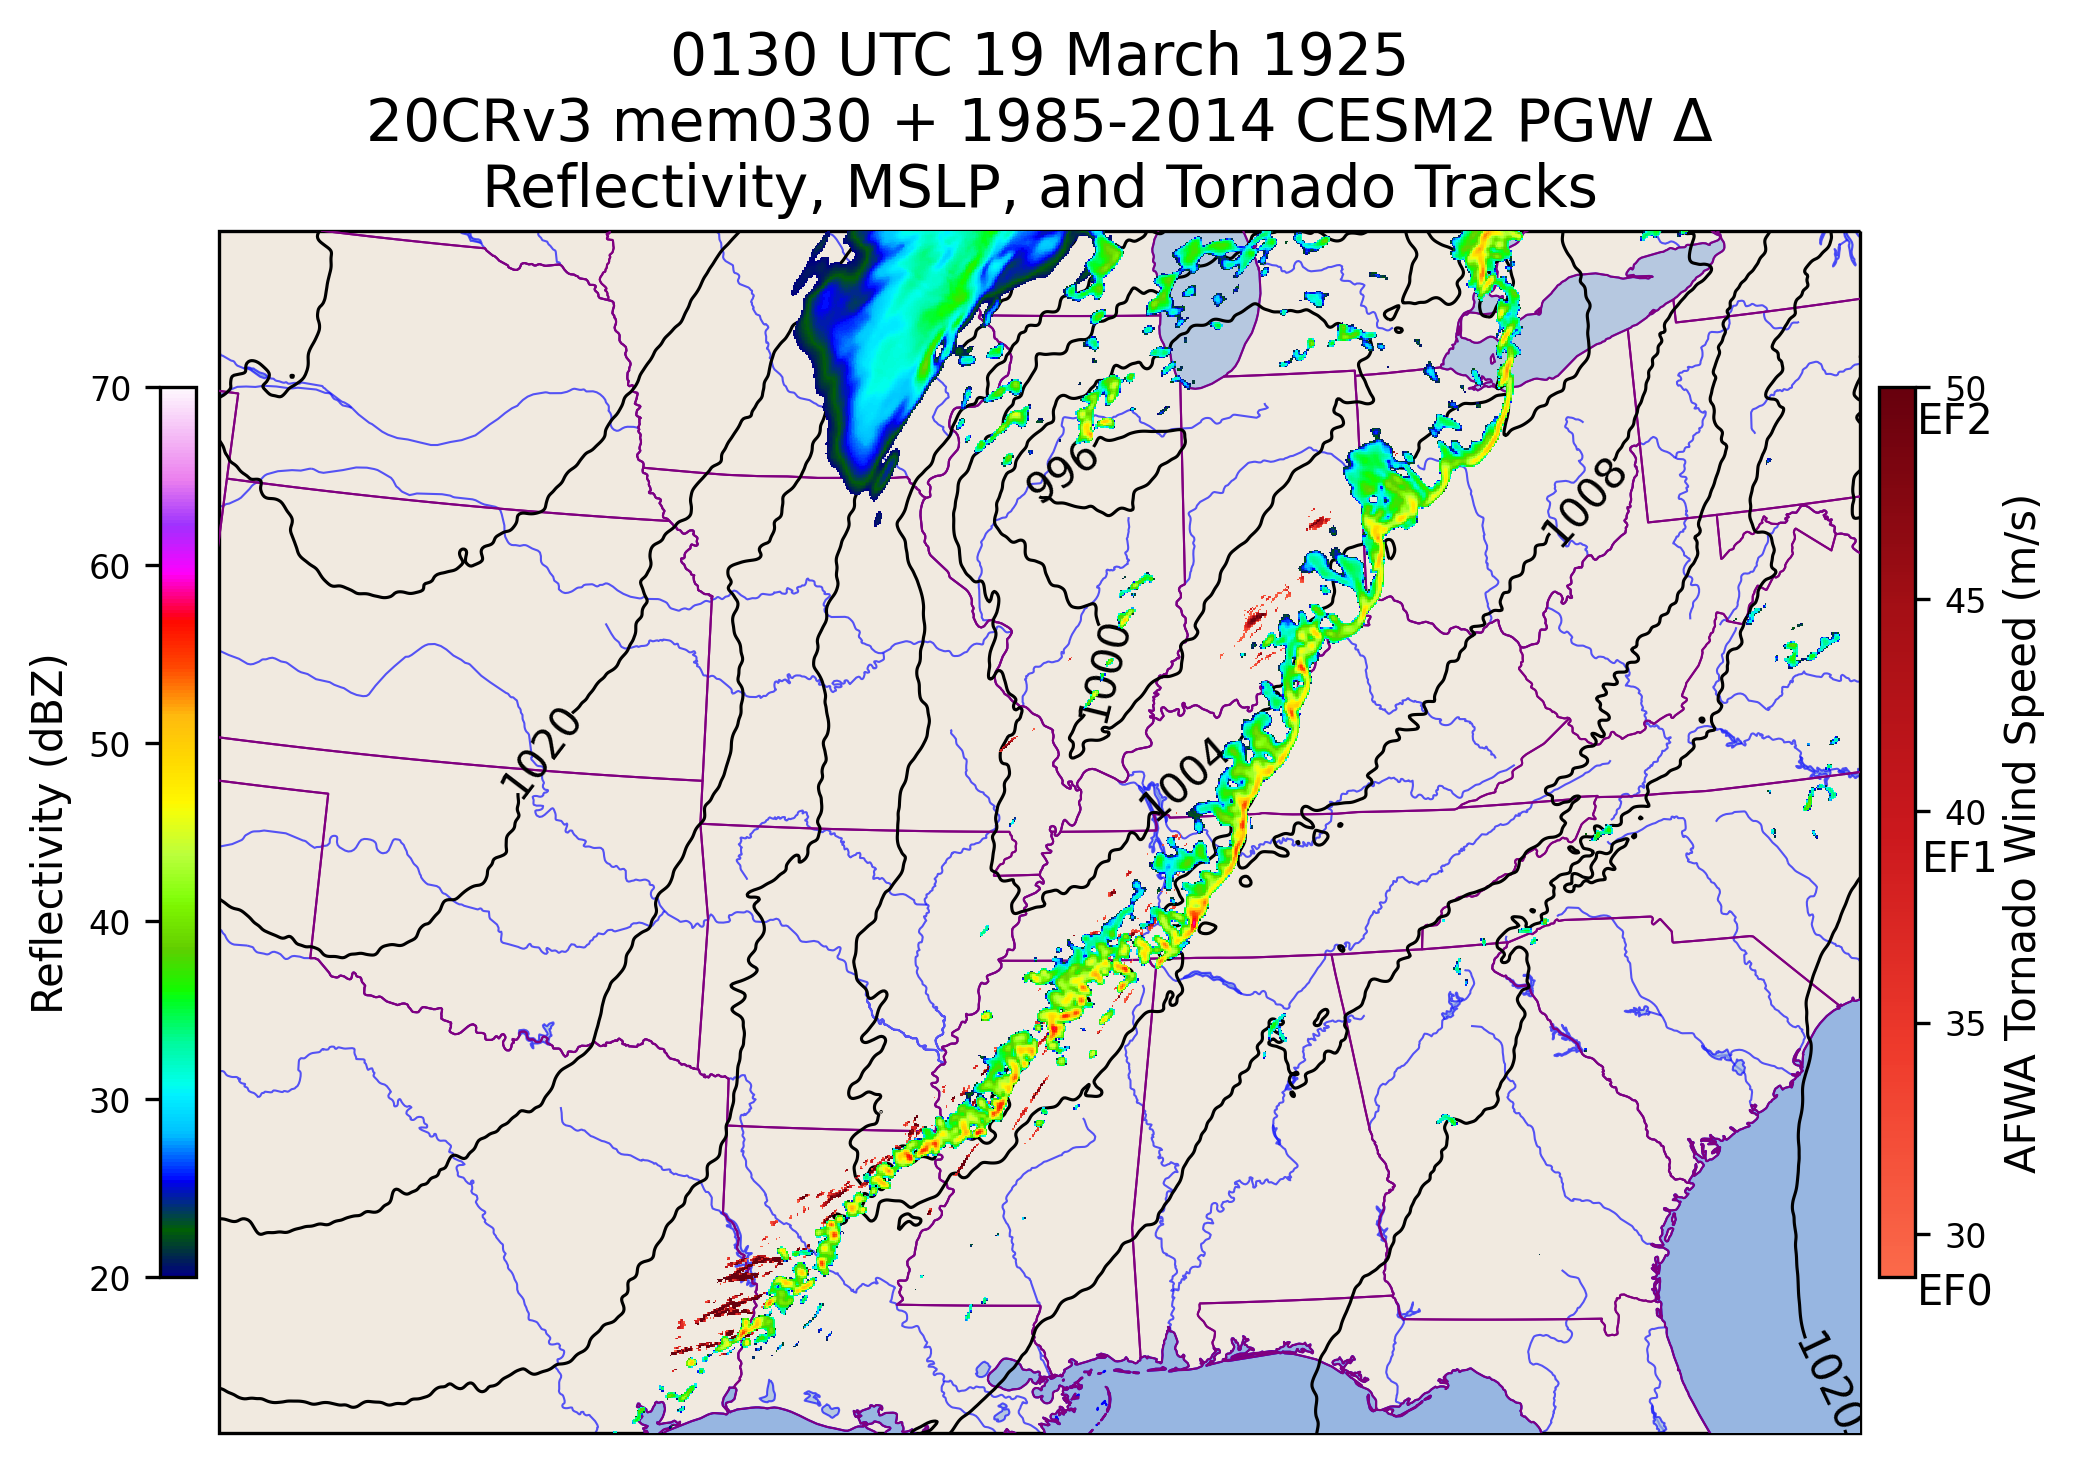 0130 UTC 19 March 1925
20CRv3 mem030 + 1985-2014 CESM2 PGW Δ
Reflectivity, MSLP, and Tornado Tracks
Reflectivity (dBZ)
70
60
50
40
30
20
996
1000
1004
1008
1020
1020
50
EF2
45
40
EF1
35
30
EF0
AFWA Tornado Wind Speed (m/s)